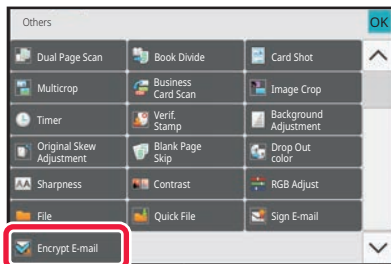 Others
OK
Dual Page Scan
Book Divide
Card Shot
Multicrop
Business
Card Scan
Image Crop
Timer
Verif.
Stamp
Background
Adjustment
Original Skew
Adjustment
Blank Page
Skip
Drop Out
color
Sharpness
Contrast
RGB Adjust
File
Quick File
Sign E-mail
Encrypt E-mail